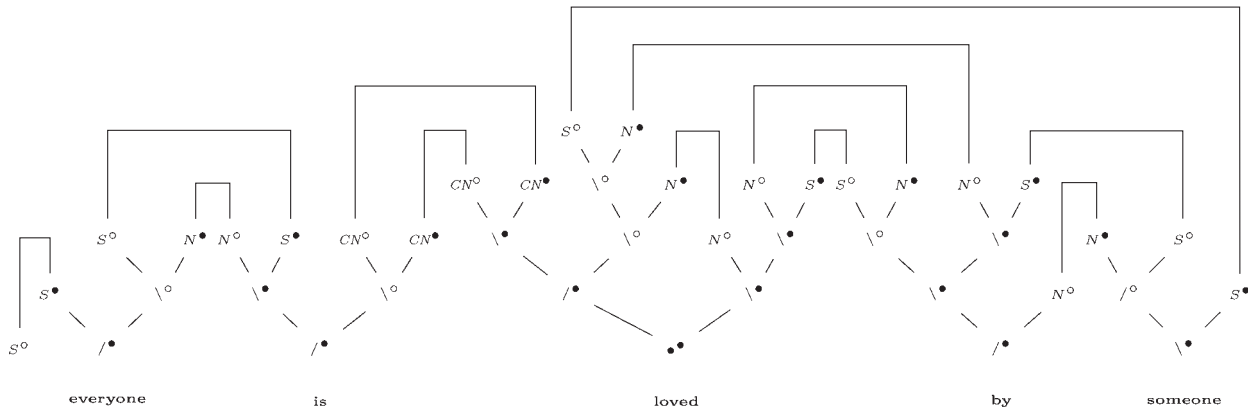 S° N•
CN° CN• \° N• N° S• S° N• N° S•
S° N• N° S• CN° CN• \• \° N° \• \° \• N• S°
S• \° \• \° /• \• \• N° /° S•
S° /• /• •• /• \•
everyone is loved by someone